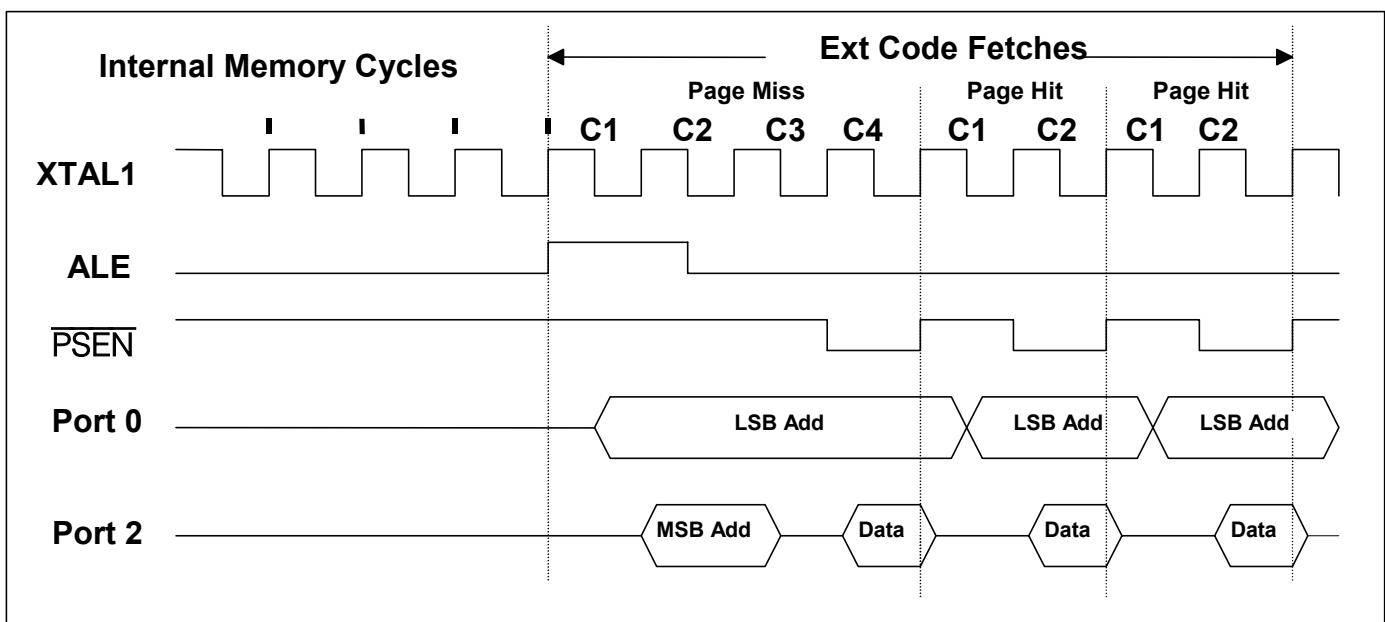 Internal Memory Cycles
Ext Code Fetches
Page Miss Page Hit Page Hit
C1 C2 C3 C4 C1 C2 C1 C2
XTAL1
ALE
PSEN
Port 0 LSB Add LSB Add LSB Add
Port 2 MSB Add Data Data Data